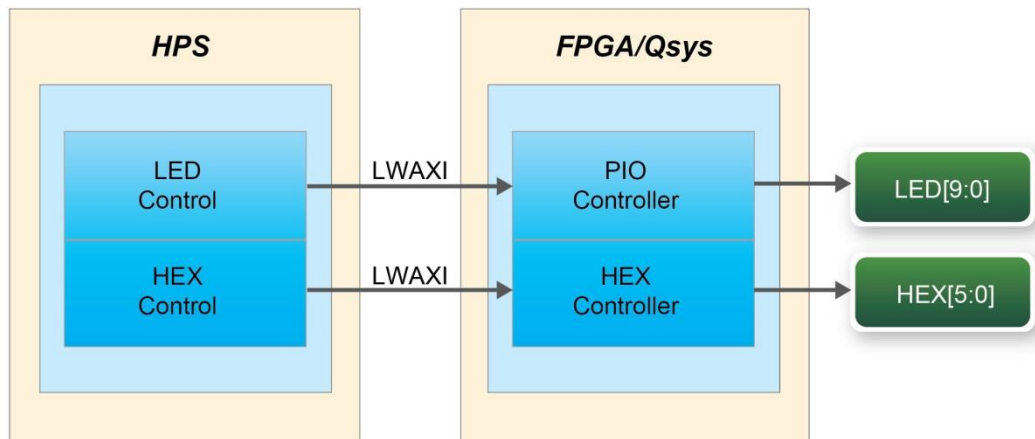 HPS
FPGA/Qsys
LED
Control
LWAXI
PIO
Controller
LED[9:0]
HEX
Control
LWAXI
HEX
Controller
HEX[5:0]